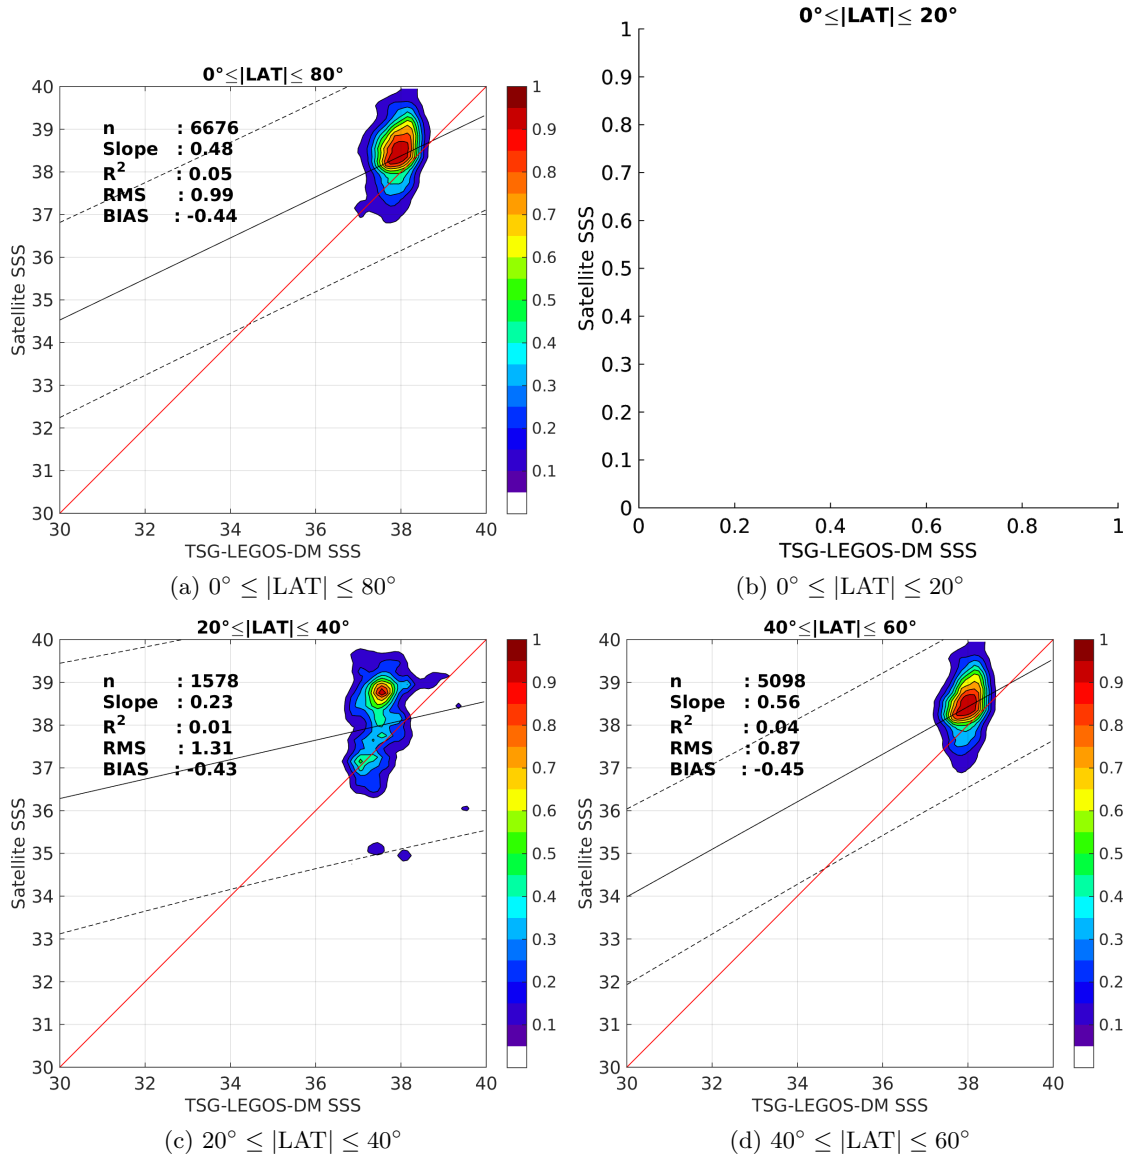 0°≤|LAT|≤ 80°
n : 6676
Slope : 0.48
R² : 0.05
RMS : 0.99
BIAS : -0.44
Satellite SSS
40
39
38
37
36
35
34
33
32
31
30
30 32 34 36 38 40
TSG-LEGOS-DM SSS
1
0.9
0.8
0.7
0.6
0.5
0.4
0.3
0.2
0.1
(a) 0° ≤ |LAT| ≤ 80°
0°≤|LAT|≤ 20°
Satellite SSS
1
0.9
0.8
0.7
0.6
0.5
0.4
0.3
0.2
0.1
0
0 0.2 0.4 0.6 0.8 1
TSG-LEGOS-DM SSS
(b) 0° ≤ |LAT| ≤ 20°
20°≤|LAT|≤ 40°
n : 1578
Slope : 0.23
R² : 0.01
RMS : 1.31
BIAS : -0.43
Satellite SSS
40
39
38
37
36
35
34
33
32
31
30
30 32 34 36 38 40
TSG-LEGOS-DM SSS
1
0.9
0.8
0.7
0.6
0.5
0.4
0.3
0.2
0.1
(c) 20° ≤ |LAT| ≤ 40°
40°≤|LAT|≤ 60°
n : 5098
Slope : 0.56
R² : 0.04
RMS : 0.87
BIAS : -0.45
Satellite SSS
40
39
38
37
36
35
34
33
32
31
30
30 32 34 36 38 40
TSG-LEGOS-DM SSS
1
0.9
0.8
0.7
0.6
0.5
0.4
0.3
0.2
0.1
(d) 40° ≤ |LAT| ≤ 60°